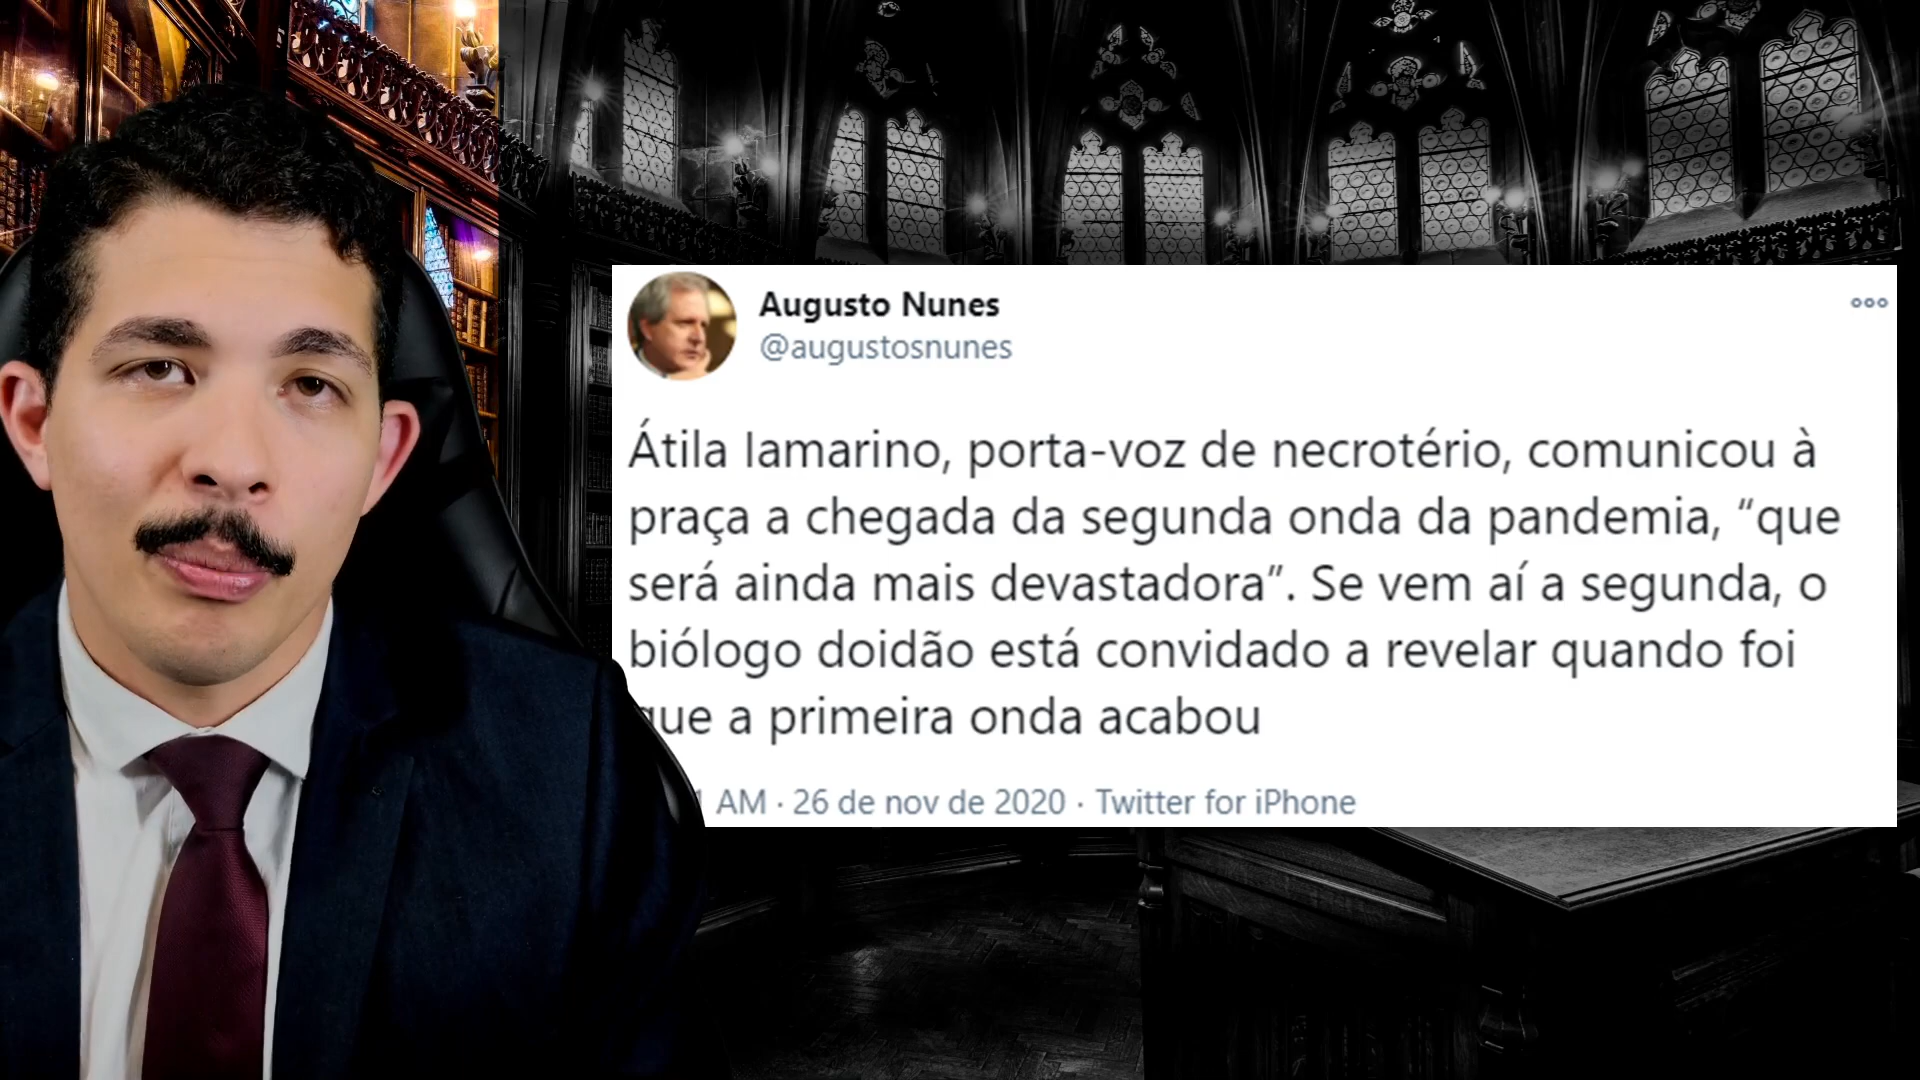 Augusto Nunes
@augustosnunes
Átila Iamarino, porta-voz de necrotério, comunicou à
praça a chegada da segunda onda da pandemia, “que
será ainda mais devastadora”. Se vem aí a segunda, o
biólogo doidão está convidado a revelar quando foi
que a primeira onda acabou
AM · 26 de nov de 2020 · Twitter for iPhone